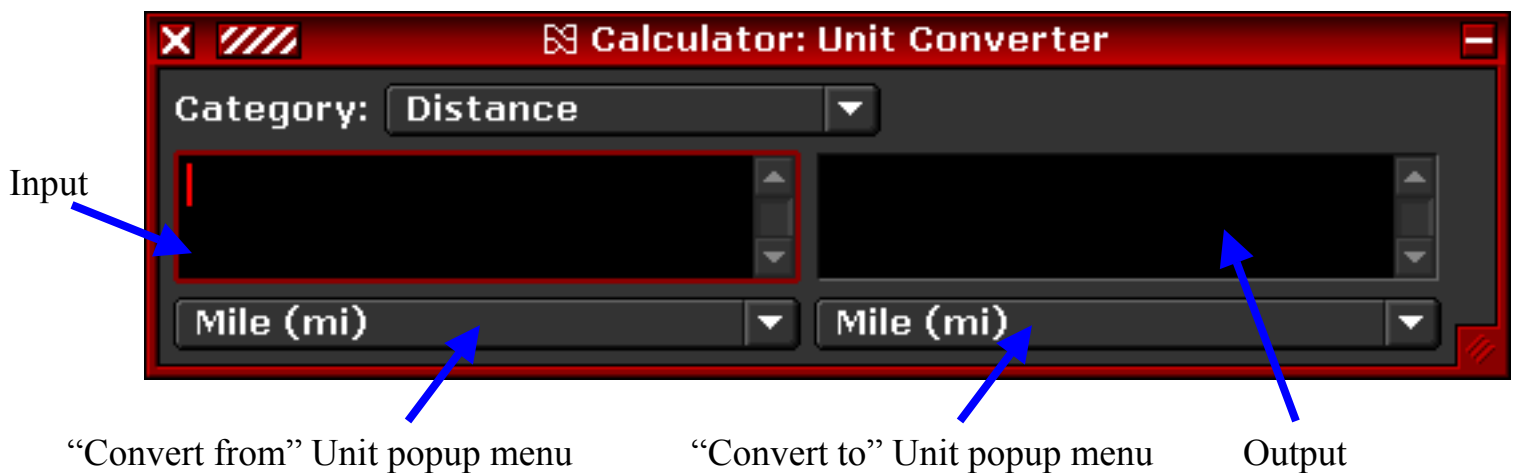 Calculator: Unit Converter
Category: Distance
Input
Mile (mi) Mile (mi)
“Convert from” Unit popup menu “Convert to” Unit popup menu Output